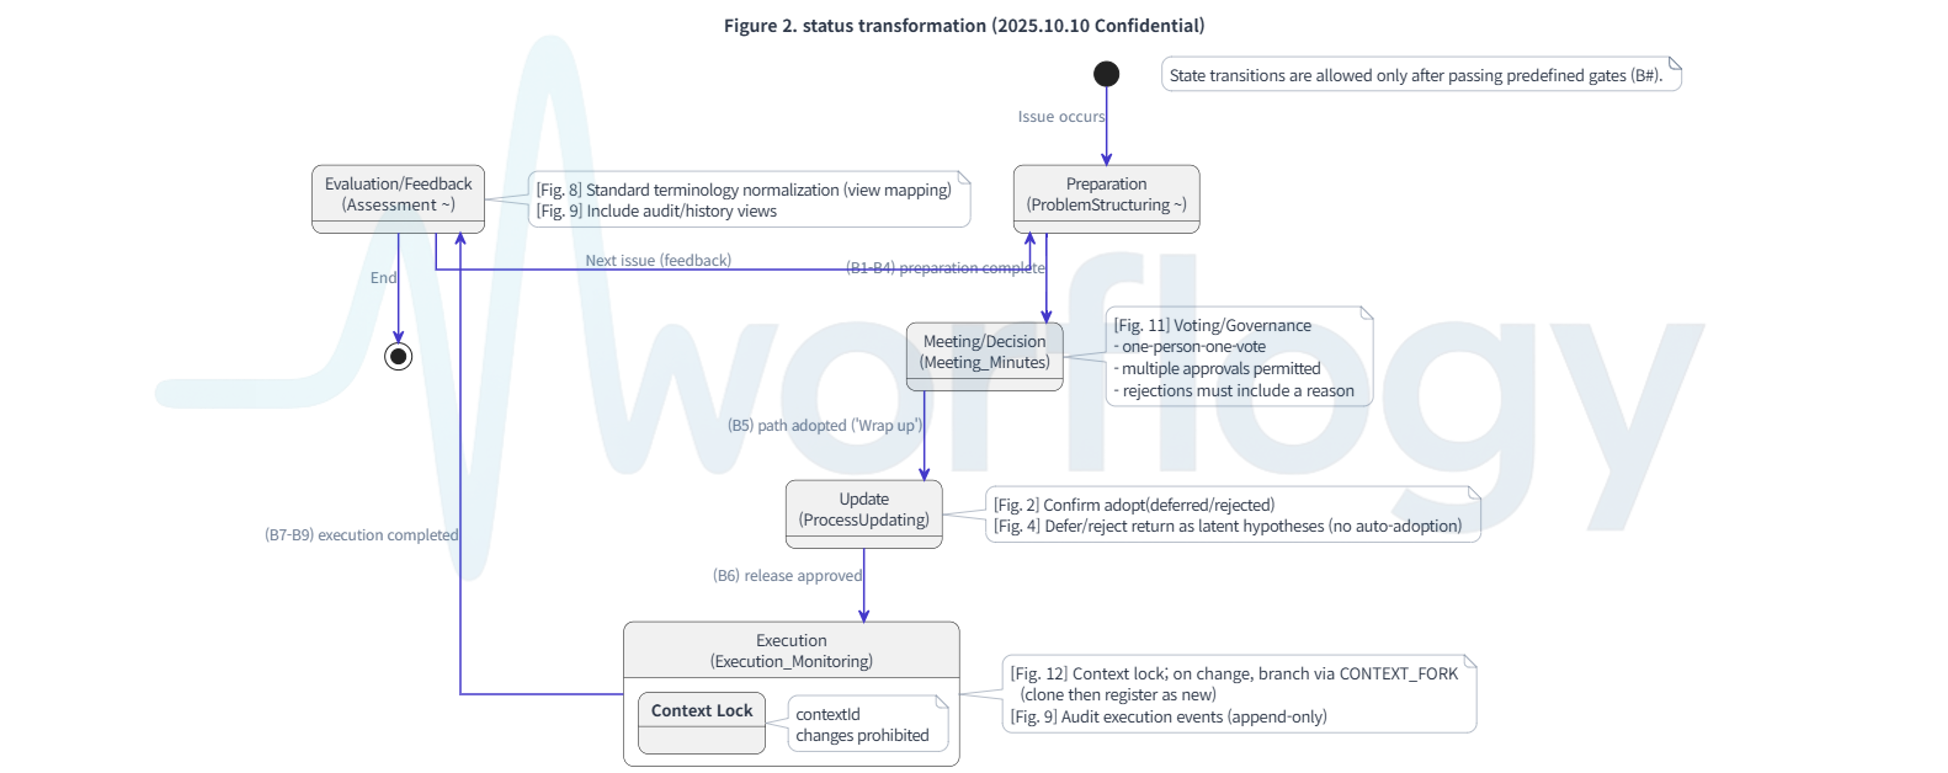 Figure 2. status transformation (2025.10.10 Confidential)
State transitions are allowed only after passing predefined gates (B#).
Issue occurs
Evaluation/Feedback
(Assessment ~)
[Fig. 8] Standard terminology normalization (view mapping)
[Fig. 9] Include audit/history views
Preparation
(ProblemStructuring ~)
Next issue (feedback)
(B1-B4) preparation complete
End
Meeting/Decision
(Meeting_Minutes)
[Fig. 11] Voting/Governance
- one-person-one-vote
- multiple approvals permitted
- rejections must include a reason
worflogy
(B5) path adopted ('Wrap up')
Update
(ProcessUpdating)
[Fig. 2] Confirm adopt(deferred/rejected)
[Fig. 4] Defer/reject return as latent hypotheses (no auto-adoption)
(B7-B9) execution completed
(B6) release approved
Execution
(Execution_Monitoring)
Context Lock
contextId
changes prohibited
[Fig. 12] Context lock; on change, branch via CONTEXT_FORK
(clone then register as new)
[Fig. 9] Audit execution events (append-only)